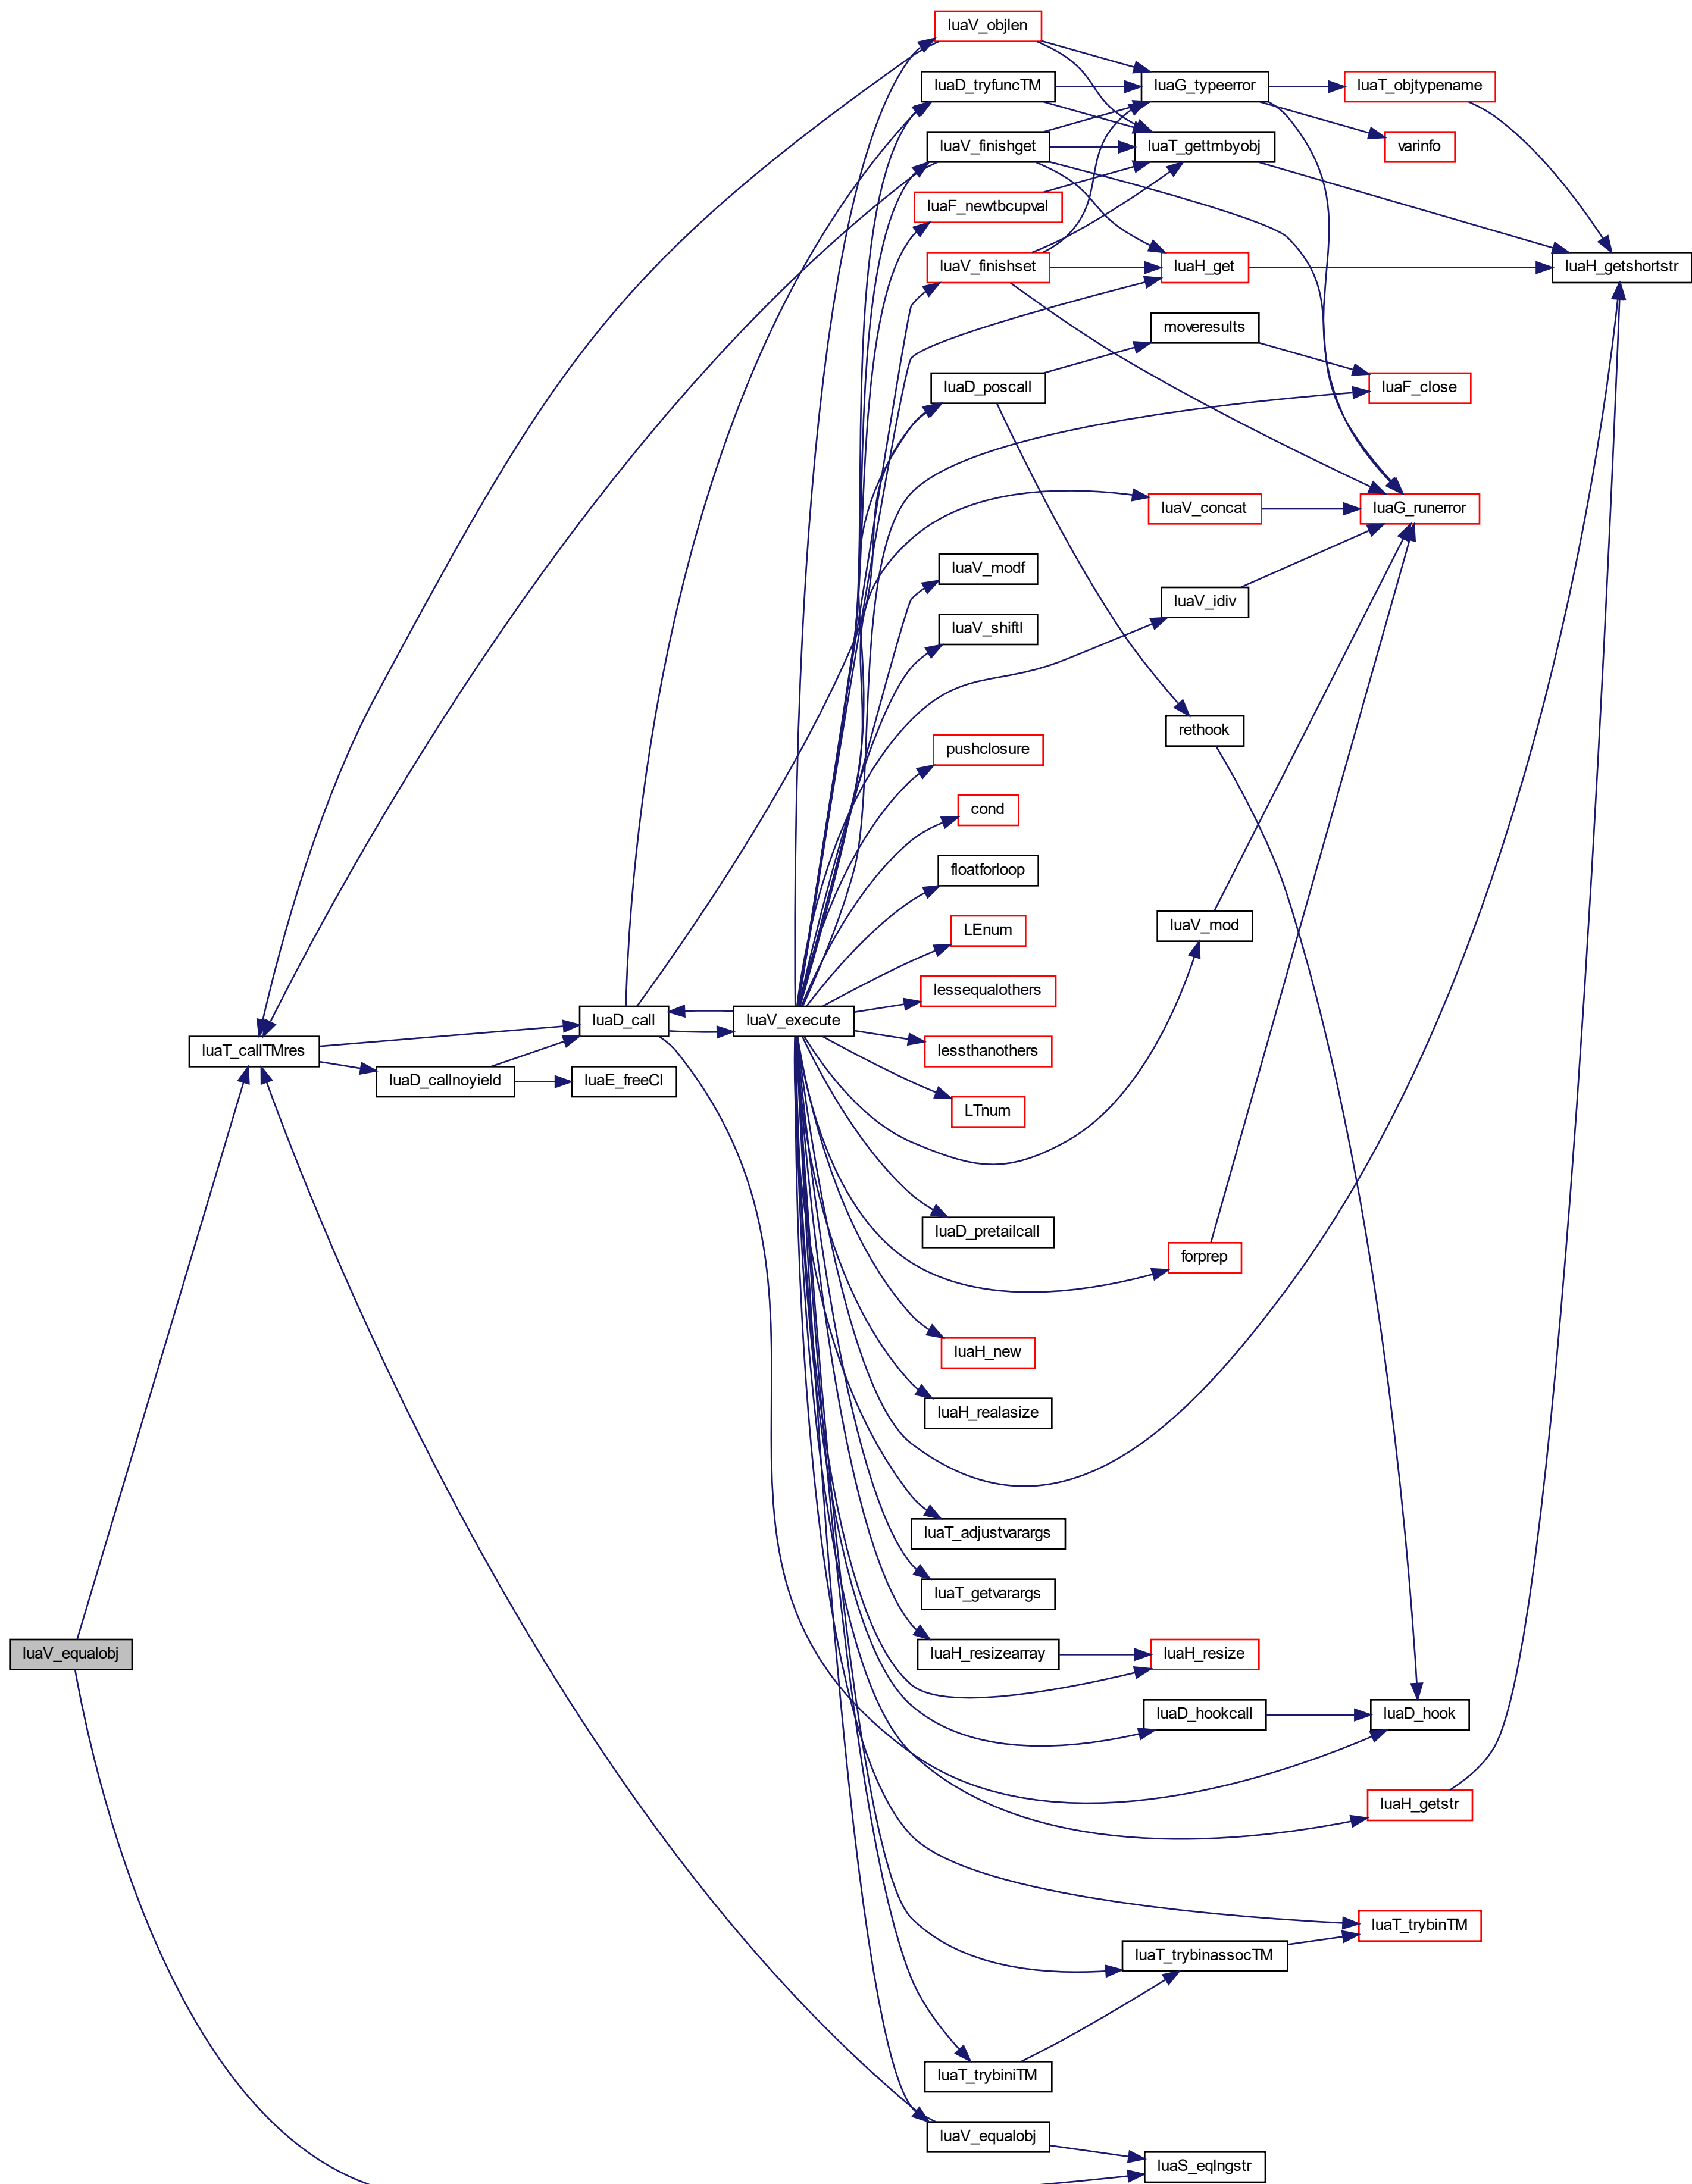 luaV_objlen
luaD_tryfuncTM
luaG_typeerror
luaT_objtypename
luaV_finishget
luaT_gettmbyobj
varinfo
luaF_newtbcupval
luaV_finishset
luaH_get
luaH_getshortstr
moveresults
luaD_poscall
luaF_close
luaV_concat
luaG_runerror
luaV_modf
luaV_idiv
luaV_shiftl
rethook
pushclosure
cond
floatforloop
luaV_mod
LEnum
lessequalothers
luaD_call
luaV_execute
luaT_callTMres
lessthanothers
luaD_callnoyield
luaE_freeCI
LTnum
luaD_pretailcall
forprep
luaH_new
luaH_realasize
luaT_adjustvarargs
luaT_getvarargs
luaV_equalobj
luaH_resizearray
luaH_resize
luaD_hookcall
luaD_hook
luaH_getstr
luaT_trybinTM
luaT_trybinassocTM
luaT_trybiniTM
luaV_equalobj
luaS_eqlngstr